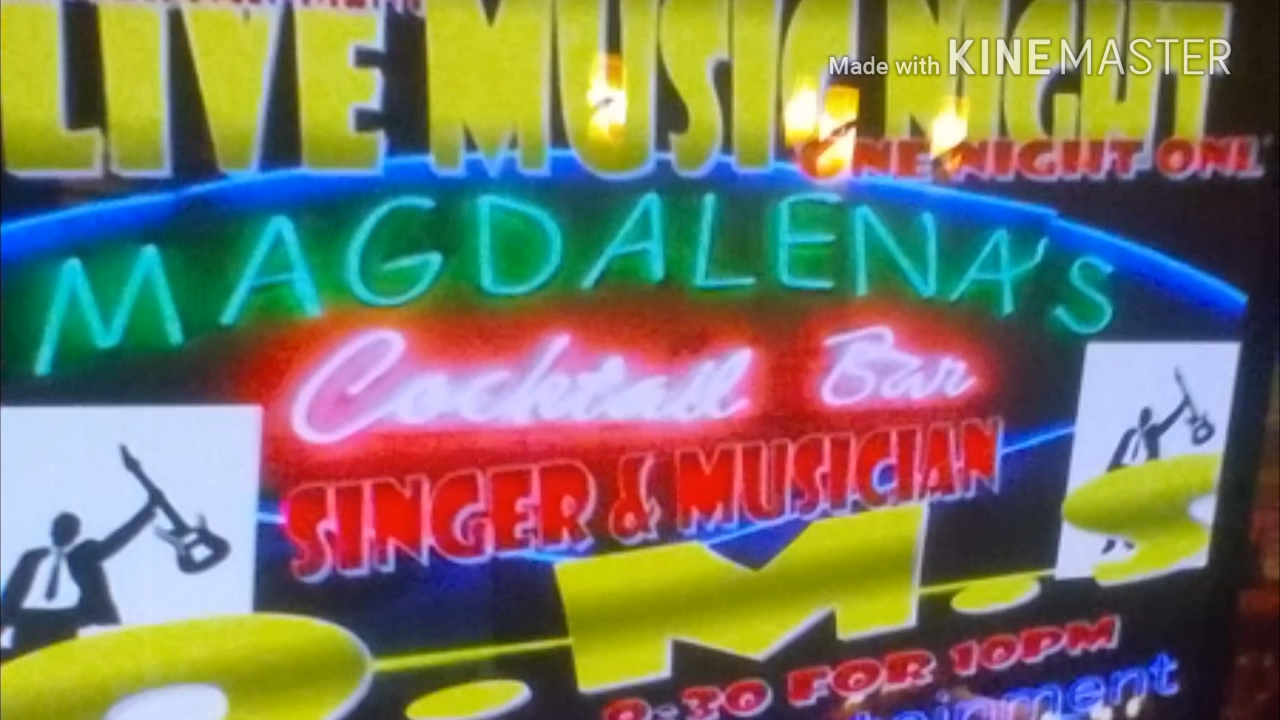 LIVE MUSIC NIGHT
Made with KINEMASTER
ONE NIGHT ONL
MAGDALENA'S
Cocktail Bar
SINGER & MUSICIAN
.M.S
FOR 10PM